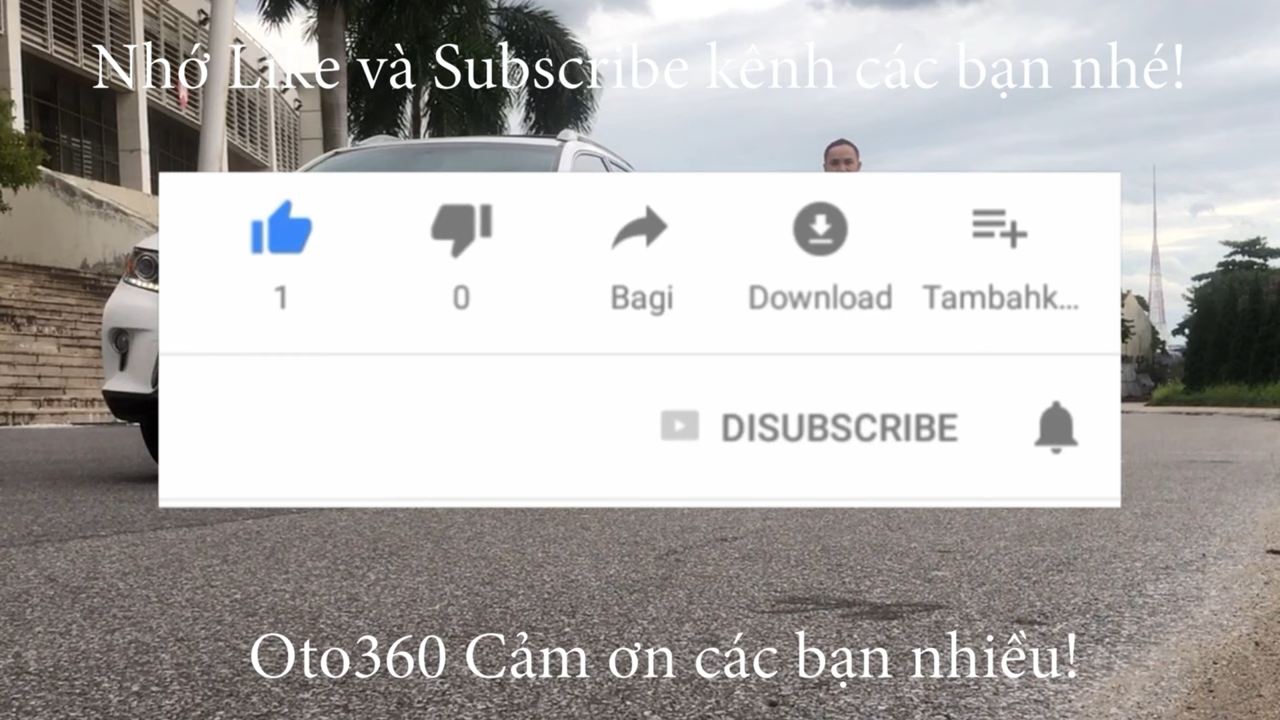 Nhớ Like và Subscribe kênh các bạn nhé!
1 0 Bagi Download Tambahk...
DISUBSCRIBE
Oto360 Cảm ơn các bạn nhiều!